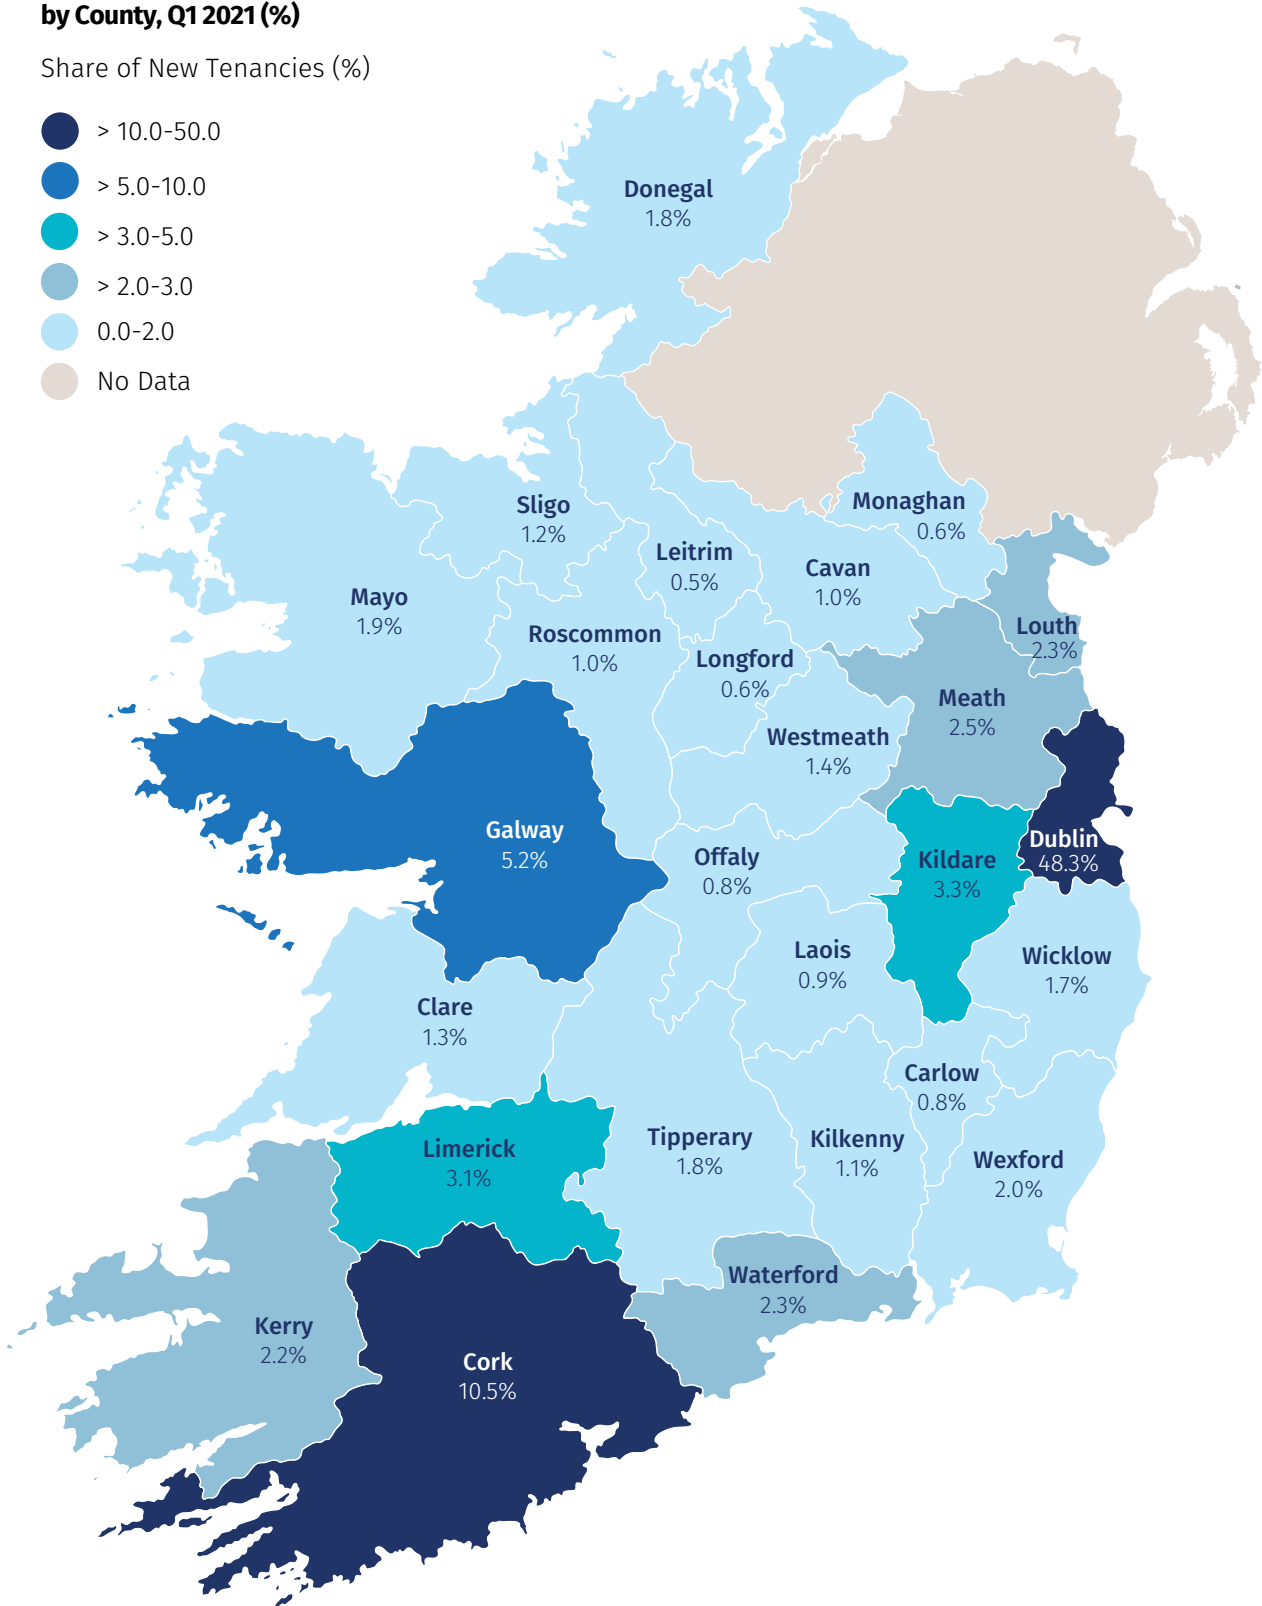 by County, Q1 2021 (%)
Share of New Tenancies (%)
> 10.0-50.0
> 5.0-10.0
> 3.0-5.0
> 2.0-3.0
0.0-2.0
No Data
Donegal
1.8%
Sligo
1.2%
Monaghan
0.6%
Leitrim
0.5%
Cavan
1.0%
Mayo
1.9%
Roscommon
1.0%
Louth
2.3%
Longford
0.6%
Meath
2.5%
Westmeath
1.4%
Galway
5.2%
Offaly
0.8%
Kildare
3.3%
Dublin
48.3%
Laois
0.9%
Wicklow
1.7%
Clare
1.3%
Carlow
0.8%
Limerick
3.1%
Tipperary
1.8%
Kilkenny
1.1%
Wexford
2.0%
Waterford
2.3%
Kerry
2.2%
Cork
10.5%